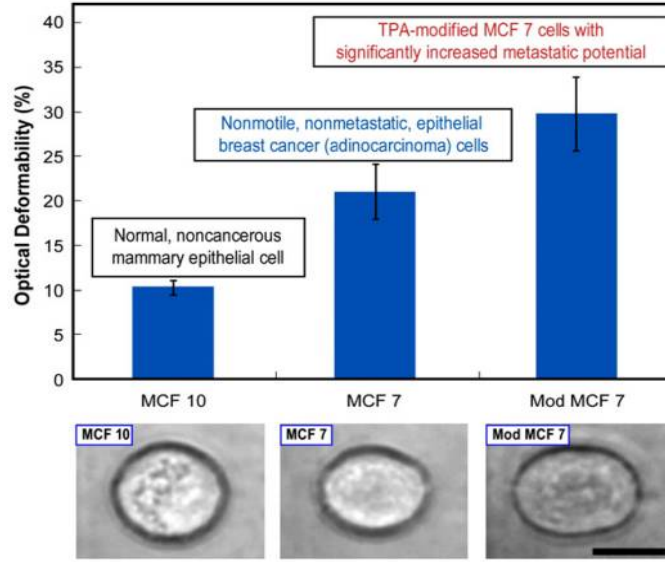 40
35
30
25
20
15
10
5
0
Optical Deformability (%)
TPA-modified MCF 7 cells with
significantly increased metastatic potential
Nonmotile, nonmetastatic, epithelial
breast cancer (adinocarcinoma) cells
Normal, noncancerous
mammary epithelial cell
MCF 10
MCF 7
Mod MCF 7
MCF 10
MCF 7
Mod MCF 7